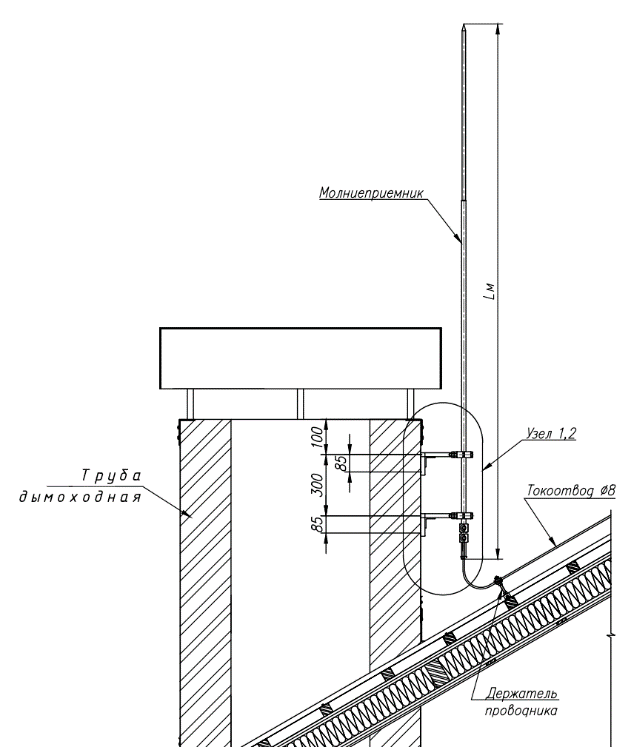 Молниеприемник
Lм
Узел 1,2
100
85
300
85
Труба
дымоходная
Токоотвод Ø8
Держатель
проводника